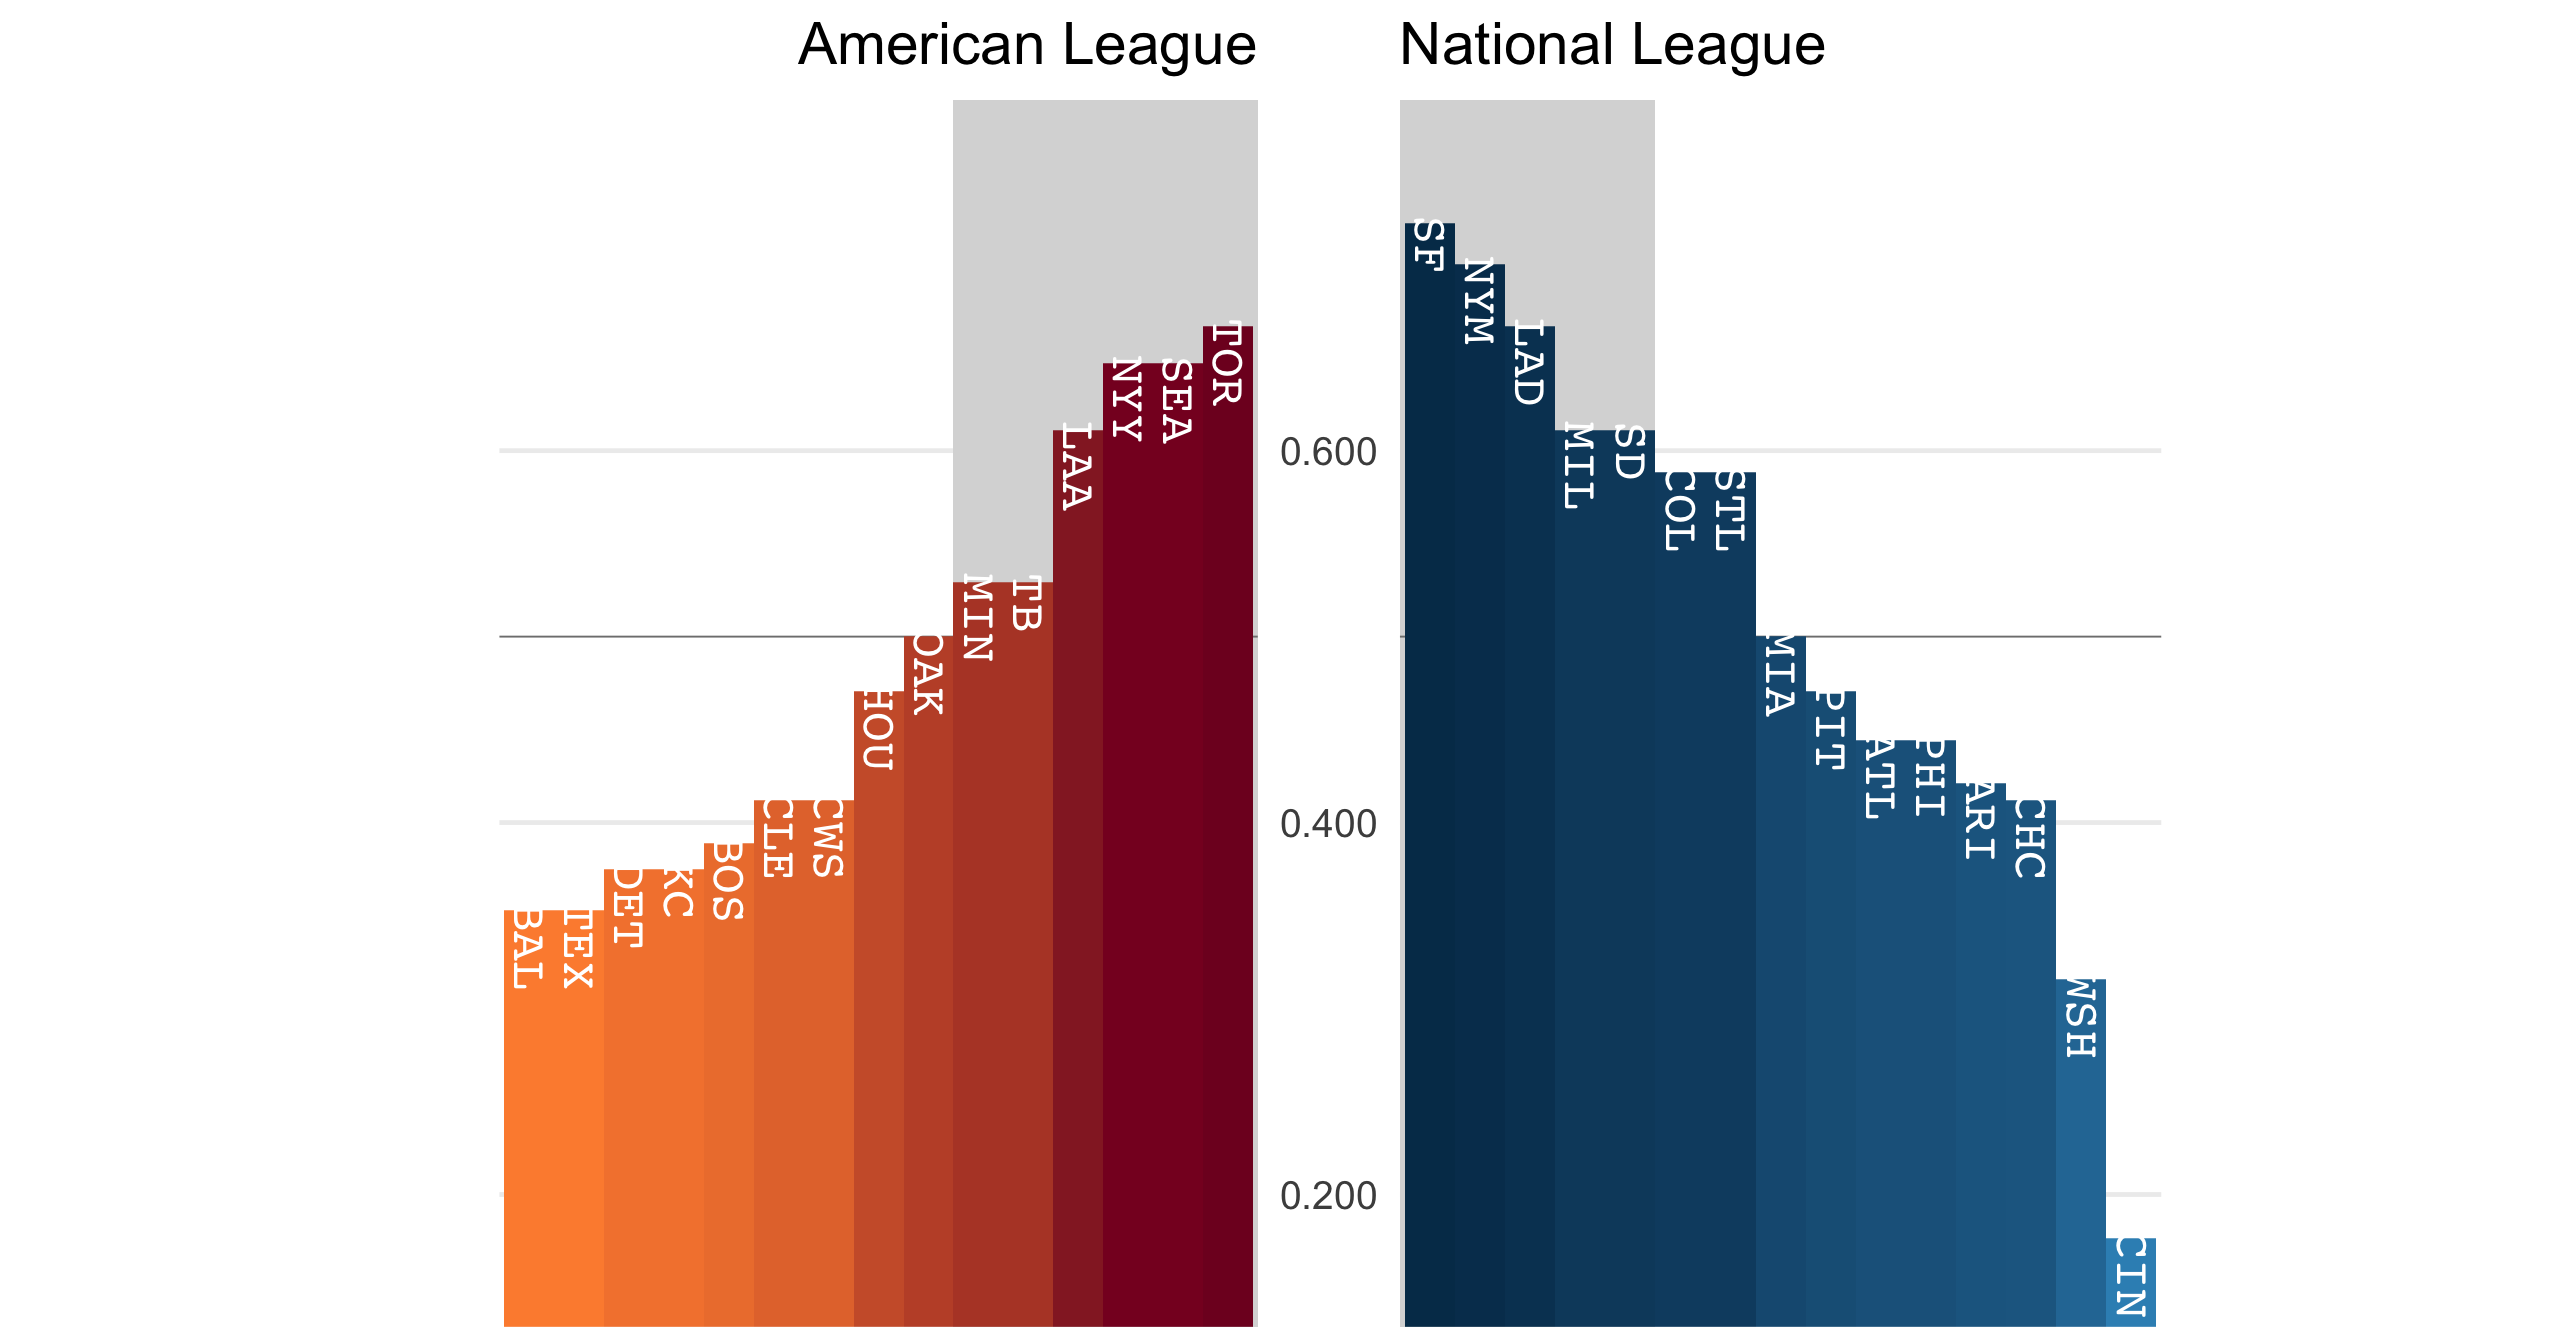 American League
National League
BAL
TEX
DET
KC
BOS
CLE
CWS
HOU
OAK
MIN
TB
LAA
NYY
SEA
TOR
0.600
0.400
0.200
SF
NYM
LAD
MIL
SD
COL
STL
MIA
PIT
ATL
PHI
ARI
CHC
WSH
CIN